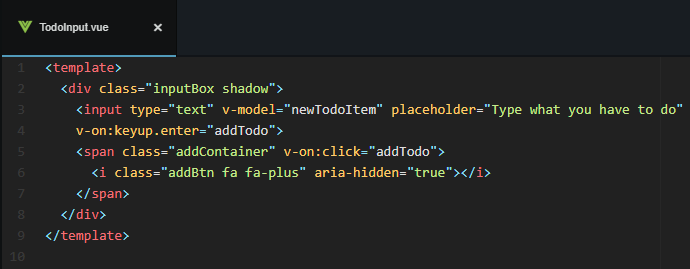 TodoInput.vue ×
1 <template>
2 <div class="inputBox shadow">
3 <input type="text" v-model="newTodoItem" placeholder="Type what you have to do"
4 v-on:keyup.enter="addTodo">
5 <span class="addContainer" v-on:click="addTodo">
6 <i class="addBtn fa fa-plus" aria-hidden="true"></i>
7 </span>
8 </div>
9 </template>
10